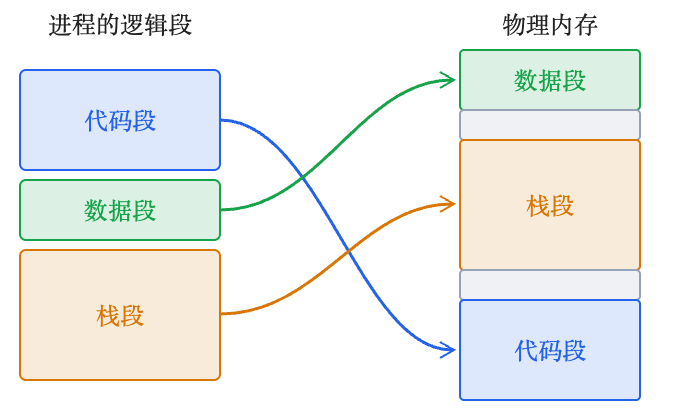 进程的逻辑段
代码段
数据段
栈段
物理内存
数据段
栈段
代码段